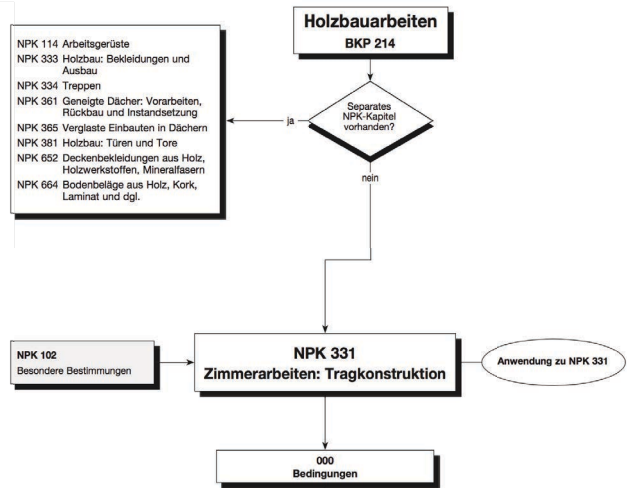 Holzbauarbeiten
BKP 214
NPK 114 Arbeitsgerüste
NPK 333 Holzbau: Bekleidungen und
Ausbau
NPK 334 Treppen
NPK 361 Geneigte Dächer: Vorarbeiten,
Rückbau und Instandsetzung
NPK 365 Verglaste Einbauten in Dächern
NPK 381 Holzbau: Türen und Tore
NPK 652 Deckenbekleidungen aus Holz,
Holzwerkstoffen, Mineralfasern
NPK 664 Bodenbeläge aus Holz, Kork,
Laminat und dgl.
ja
Separates
NPK-Kapitel
vorhanden?
nein
NPK 102
Besondere Bestimmungen
NPK 331
Zimmerarbeiten: Tragkonstruktion
Anwendung zu NPK 331
000
Bedingungen